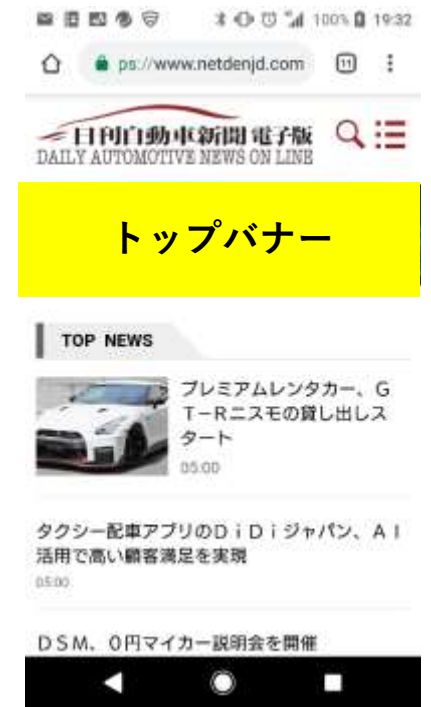 100% 19:32
ps://www.netdenjd.com 11
日刊自動車新聞 電子版
DAILY AUTOMOTIVE NEWS ON LINE
トップバナー
TOP NEWS
プレミアムレンタカー、G
T－Rニスモの貸し出しス
タート
05:00
タクシー配車アプリのDiDiジャパン、AI
活用で高い顧客満足を実現
05:00
DSM、0円マイカー説明会を開催